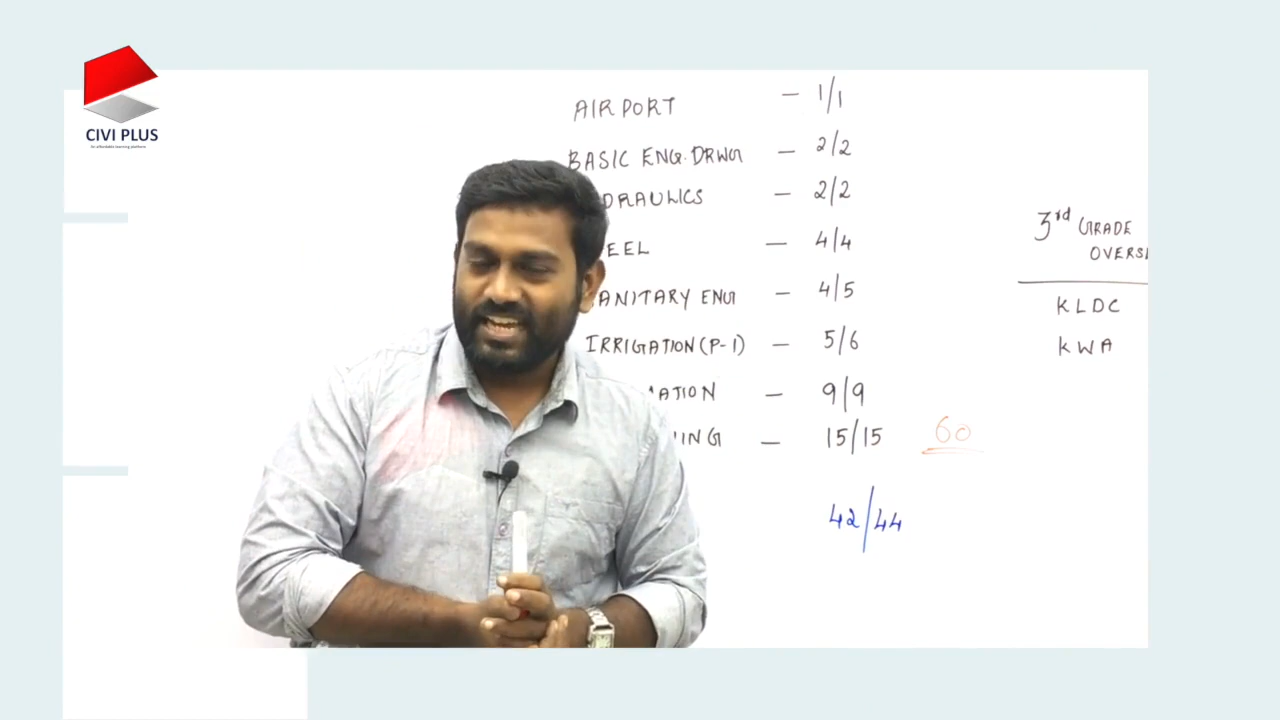 CIVI PLUS
AIRPORT - 1/1
BASIC ENG. DRWG - 2/2
DRAULICS - 2/2
EEL - 4/4
ANITARY ENG - 4/5
IRRIGATION (P-1) - 5/6
MATION - 9/9
ING - 15/15 60
42/44
3rd GRADE
OVERS
KLDC
KWA